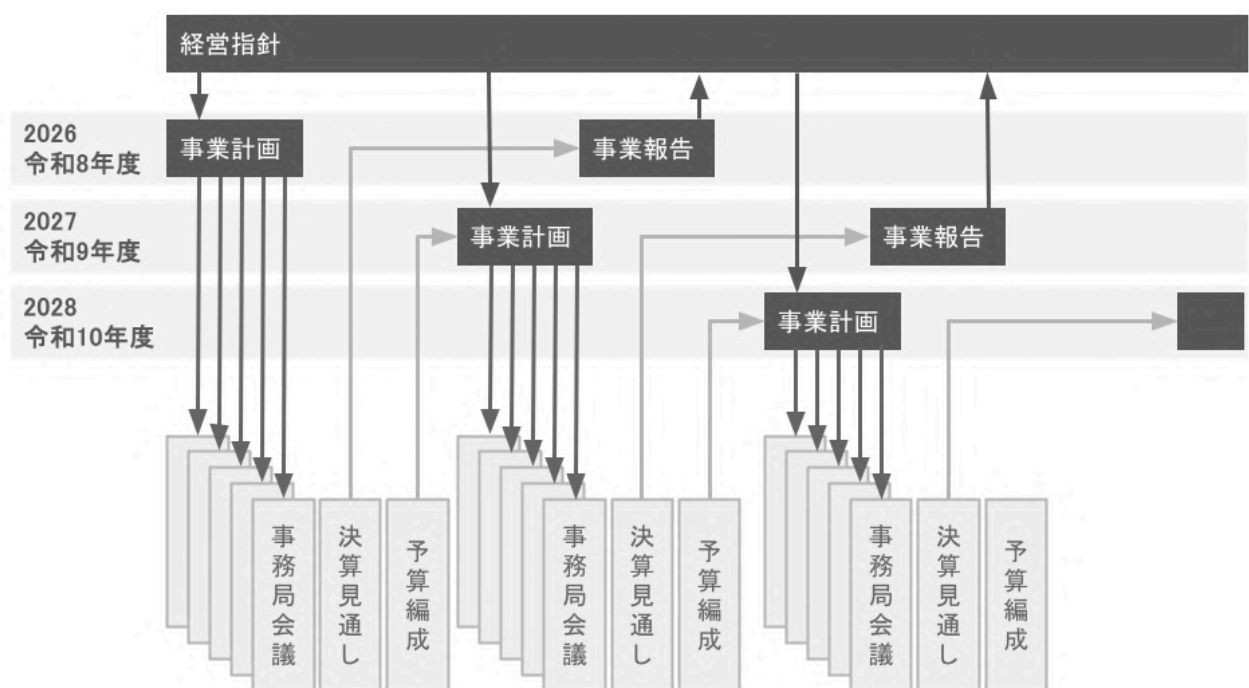 経営指針
2026
令和8年度
事業計画
事業報告
2027
令和9年度
事業計画
事業報告
2028
令和10年度
事業計画
事務局会議
決算見通し
予算編成
事務局会議
決算見通し
予算編成
事務局会議
決算見通し
予算編成